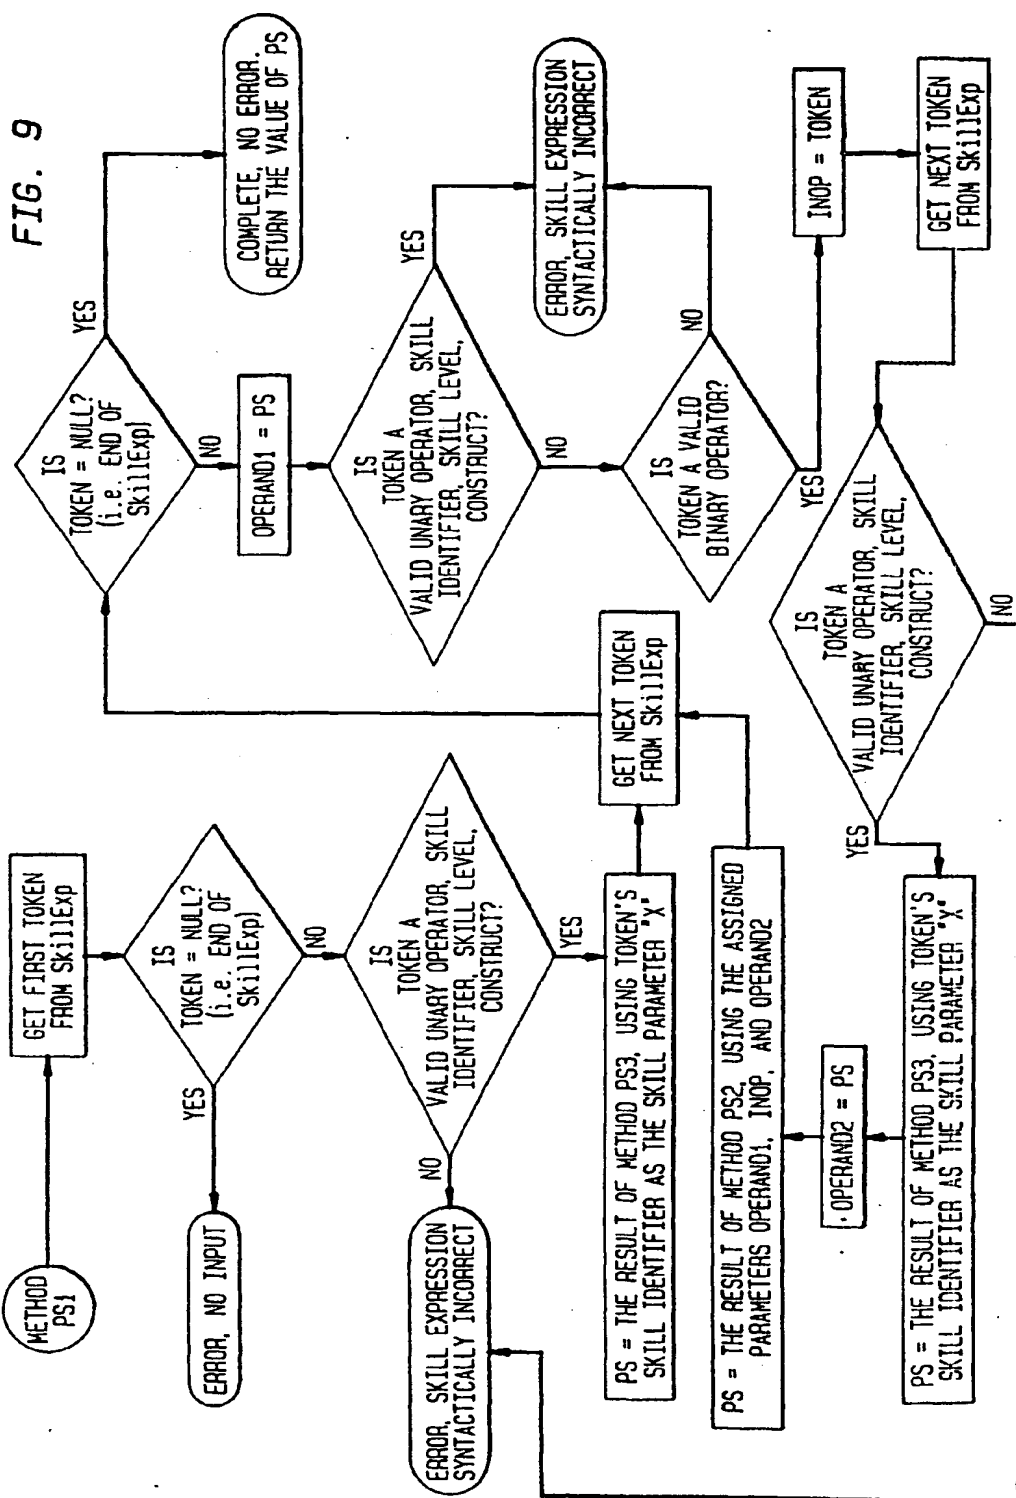 FIG. 9
METHOD
PS1
GET FIRST TOKEN
FROM SkillExp
IS
TOKEN = NULL?
(i.e. END OF
SkillExp)
YES
NO
ERROR, NO INPUT
IS
TOKEN A
VALID UNARY OPERATOR, SKILL
IDENTIFIER, SKILL LEVEL,
CONSTRUCT?
NO
YES
ERROR, SKILL EXPRESSION
SYNTACTICALLY INCORRECT
PS = THE RESULT OF METHOD PS3, USING TOKEN'S
SKILL IDENTIFIER AS THE SKILL PARAMETER "X"
GET NEXT TOKEN
FROM SkillExp
PS = THE RESULT OF METHOD PS2, USING THE ASSIGNED
PARAMETERS OPERAND1, INOP, AND OPERAND2
OPERAND2 = PS
PS = THE RESULT OF METHOD PS3, USING TOKEN'S
SKILL IDENTIFIER AS THE SKILL PARAMETER "X"
IS
TOKEN = NULL?
(i.e. END OF
SkillExp)
YES
NO
COMPLETE, NO ERROR.
RETURN THE VALUE OF PS
OPERAND1 = PS
IS
TOKEN A
VALID UNARY OPERATOR, SKILL
IDENTIFIER, SKILL LEVEL,
CONSTRUCT?
YES
NO
ERROR, SKILL EXPRESSION
SYNTACTICALLY INCORRECT
IS
TOKEN A VALID
BINARY OPERATOR?
NO
YES
INOP = TOKEN
GET NEXT TOKEN
FROM SkillExp
IS
TOKEN A
VALID UNARY OPERATOR, SKILL
IDENTIFIER, SKILL LEVEL,
CONSTRUCT?
YES
NO